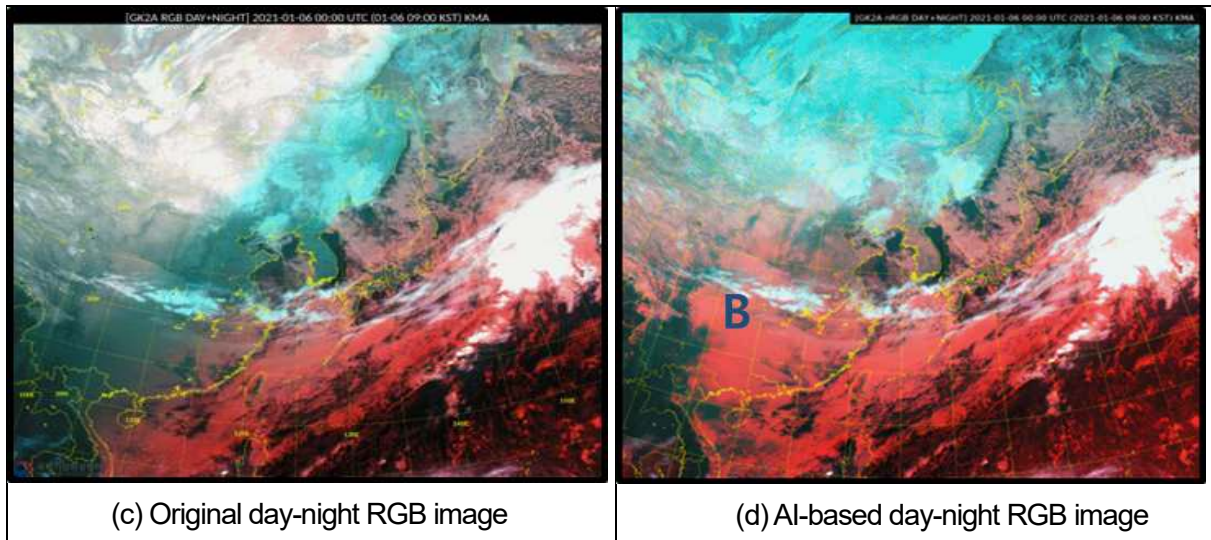 [GK2A RGB DAY+NIGHT] 2021-01-06 00:00 UTC (01-06 09:00 KST) KMA
[GK2A nRGB DAY+NIGHT] 2021-01-06 00:00 UTC (2021-01-06 09:00 KST) KMA
B
(c) Original day-night RGB image
(d) AI-based day-night RGB image